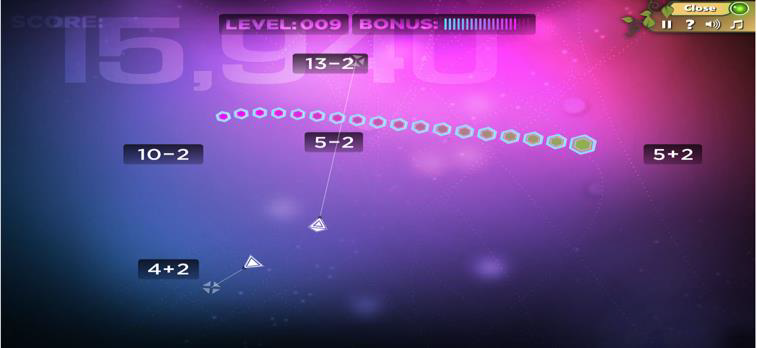 SCORE:
15,940
LEVEL:009 BONUS:
Close
?
13-2
5-2
10-2
5+2
4+2